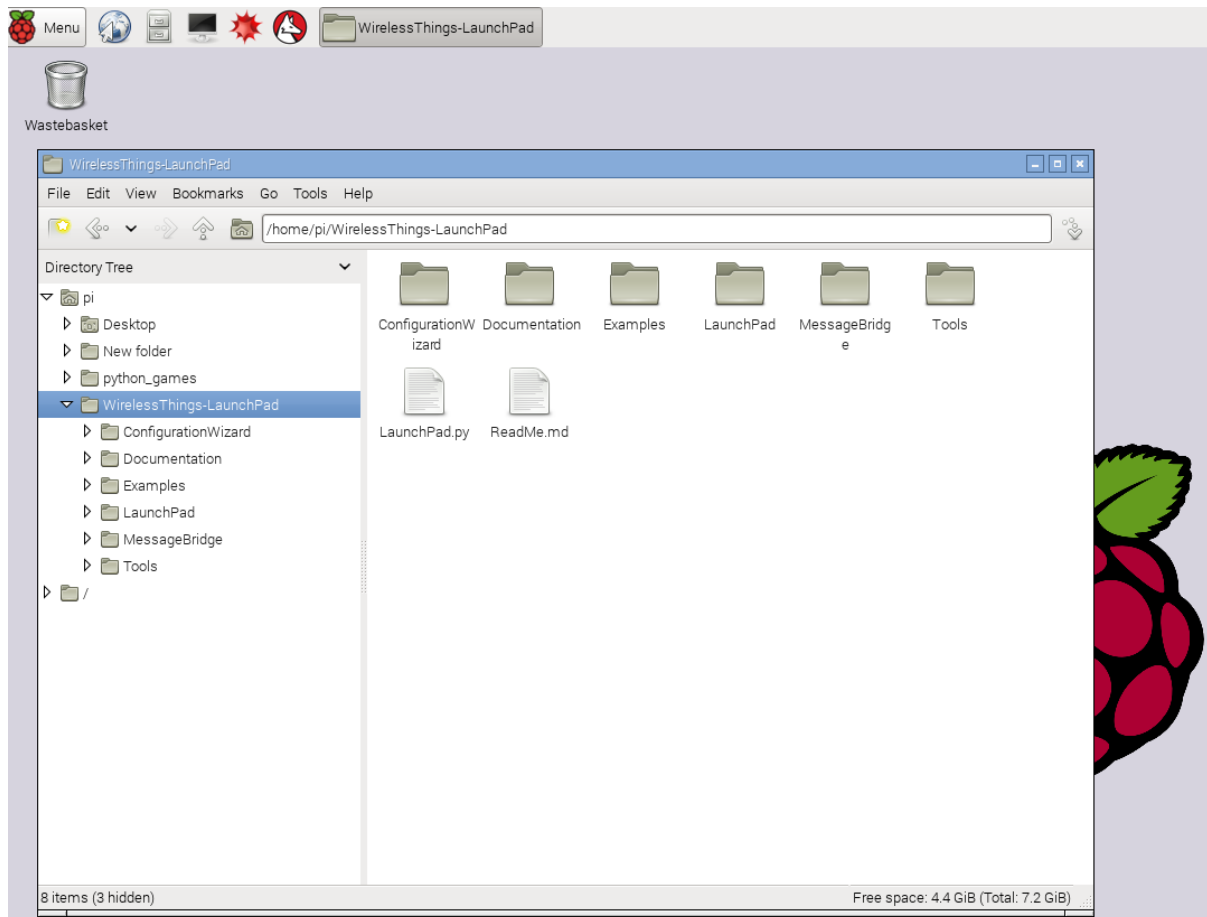 Menu
WirelessThings-LaunchPad
Wastebasket
WirelessThings-LaunchPad
File Edit View Bookmarks Go Tools Help
/home/pi/WirelessThings-LaunchPad
Directory Tree
pi
Desktop
New folder
python_games
WirelessThings-LaunchPad
ConfigurationWizard
Documentation
Examples
LaunchPad
MessageBridge
Tools
/
ConfigurationW
izard
Documentation
Examples
LaunchPad
MessageBridg
e
Tools
LaunchPad.py
ReadMe.md
8 items (3 hidden)
Free space: 4.4 GiB (Total: 7.2 GiB)